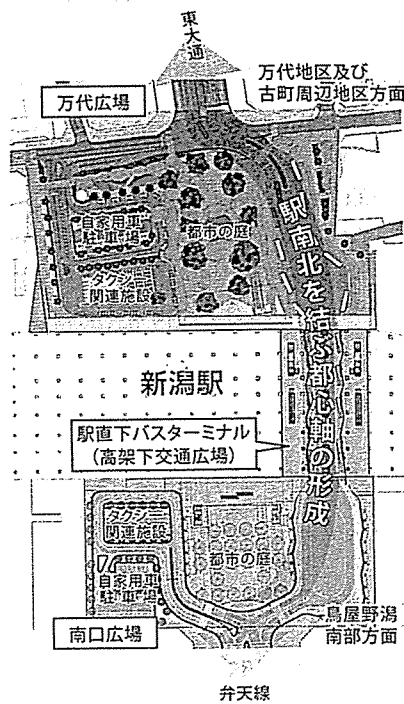 東大通
万代地区及び
古町周辺地区方面
万代広場
自家用車
駐車場
都市の庭
タクシー
関連施設
駅南北を結ぶ都心軸の形成
新潟駅
駅直下バスターミナル
(高架下交通広場)
タクシー
関連施設
都市の庭
自家用車
駐車場
南口広場
鳥屋野潟
南部方面
弁天線